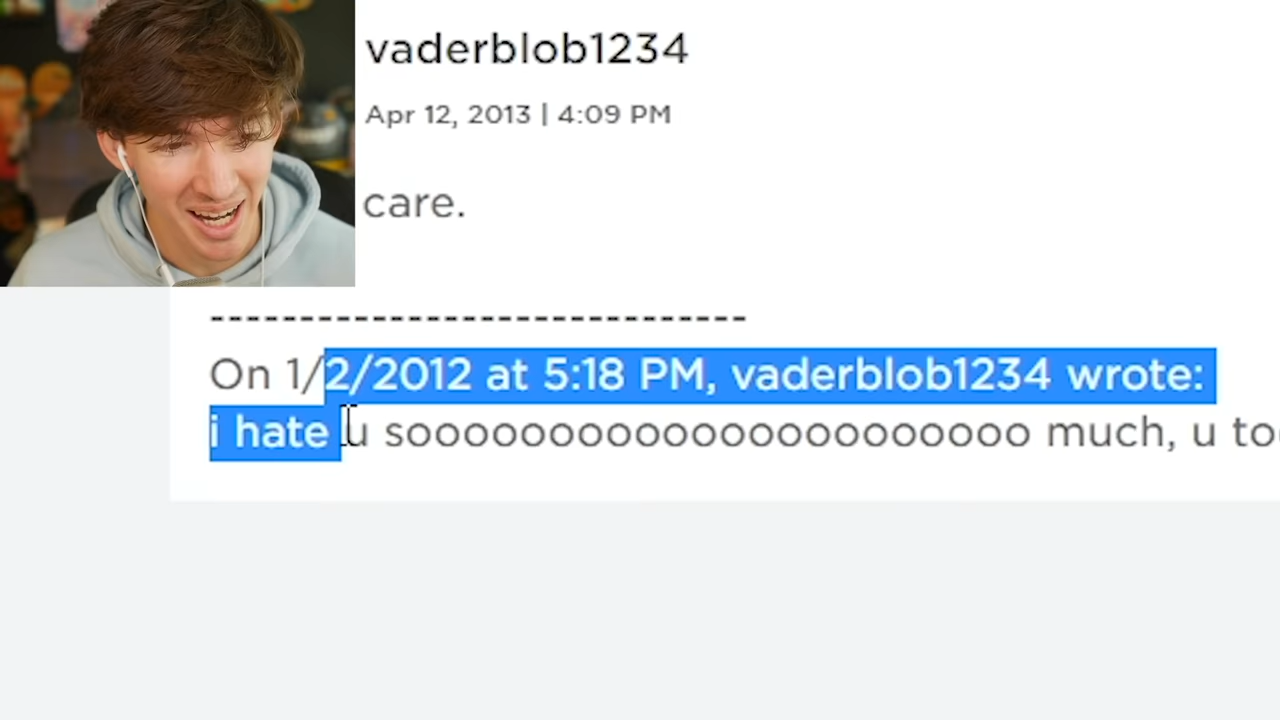 vaderblob1234
Apr 12, 2013 | 4:09 PM
care.
------------------------------
On 1/2/2012 at 5:18 PM, vaderblob1234 wrote:
i hate u sooooooooooooooooooooooo much, u